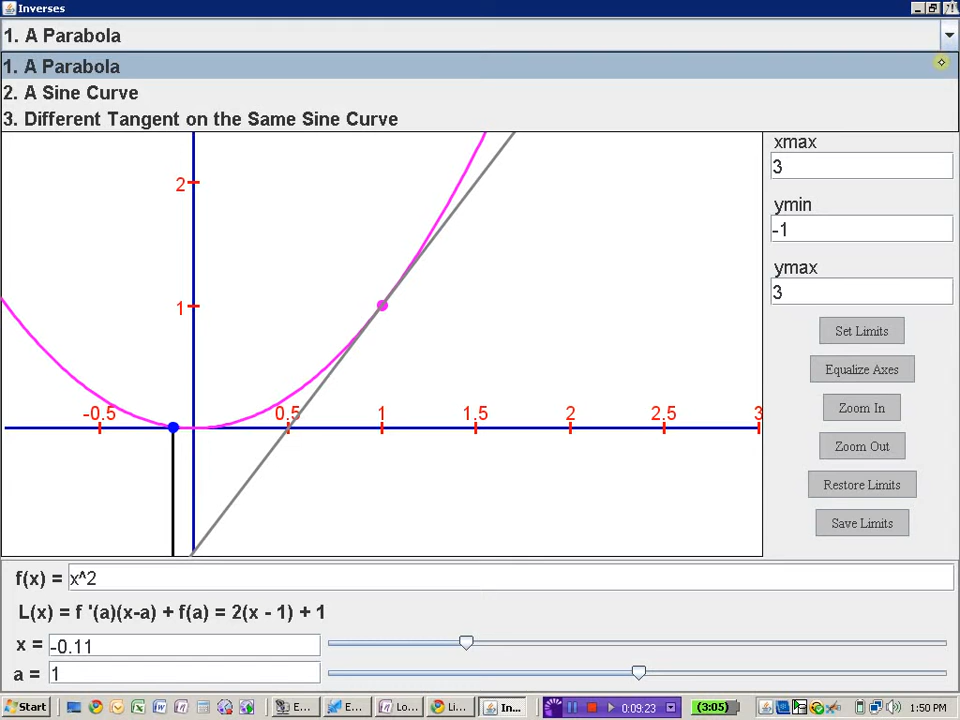 Inverses
1. A Parabola
1. A Parabola
2. A Sine Curve
3. Different Tangent on the Same Sine Curve
xmax
3
ymin
-1
ymax
3
Set Limits
Equalize Axes
Zoom In
Zoom Out
Restore Limits
Save Limits
2
1
-0.5 0.5 1 1.5 2 2.5 3
f(x) = x^2
L(x) = f '(a)(x-a) + f(a) = 2(x - 1) + 1
x = -0.11
a = 1
Start E... E... Lo... Li... In... 0:09:23 (3:05) 1:50 PM